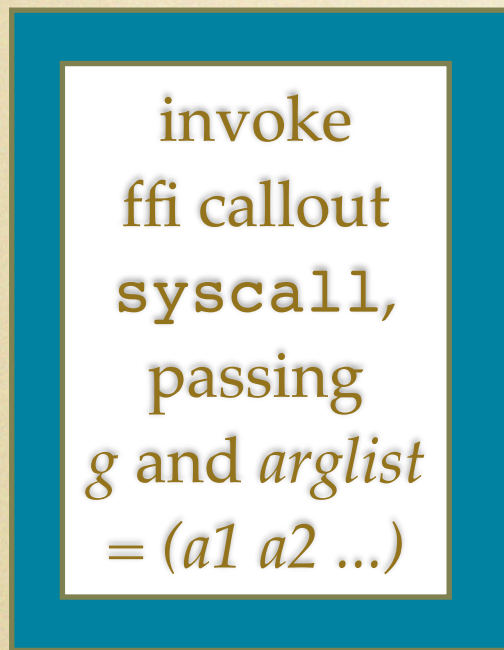 invoke
ffi callout
syscall,
passing
g and arglist
= (a1 a2 ...)